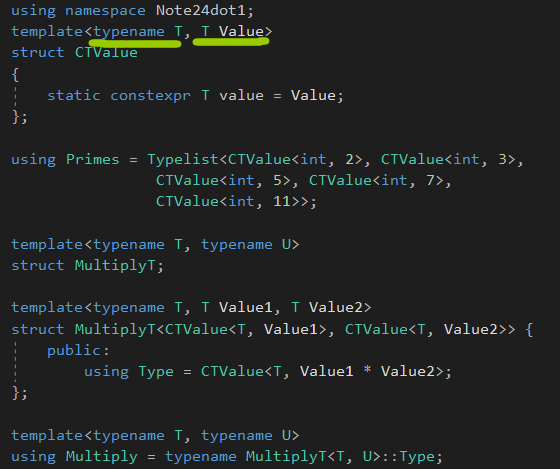 using namespace Note24dot1;
template<typename T, T Value>
struct CTValue
{
    static constexpr T value = Value;
};
using Primes = Typelist<CTValue<int, 2>, CTValue<int, 3>,
                CTValue<int, 5>, CTValue<int, 7>,
                CTValue<int, 11>>;
template<typename T, typename U>
struct MultiplyT;
template<typename T, T Value1, T Value2>
struct MultiplyT<CTValue<T, Value1>, CTValue<T, Value2>> {
    public:
        using Type = CTValue<T, Value1 * Value2>;
};
template<typename T, typename U>
using Multiply = typename MultiplyT<T, U>::Type;